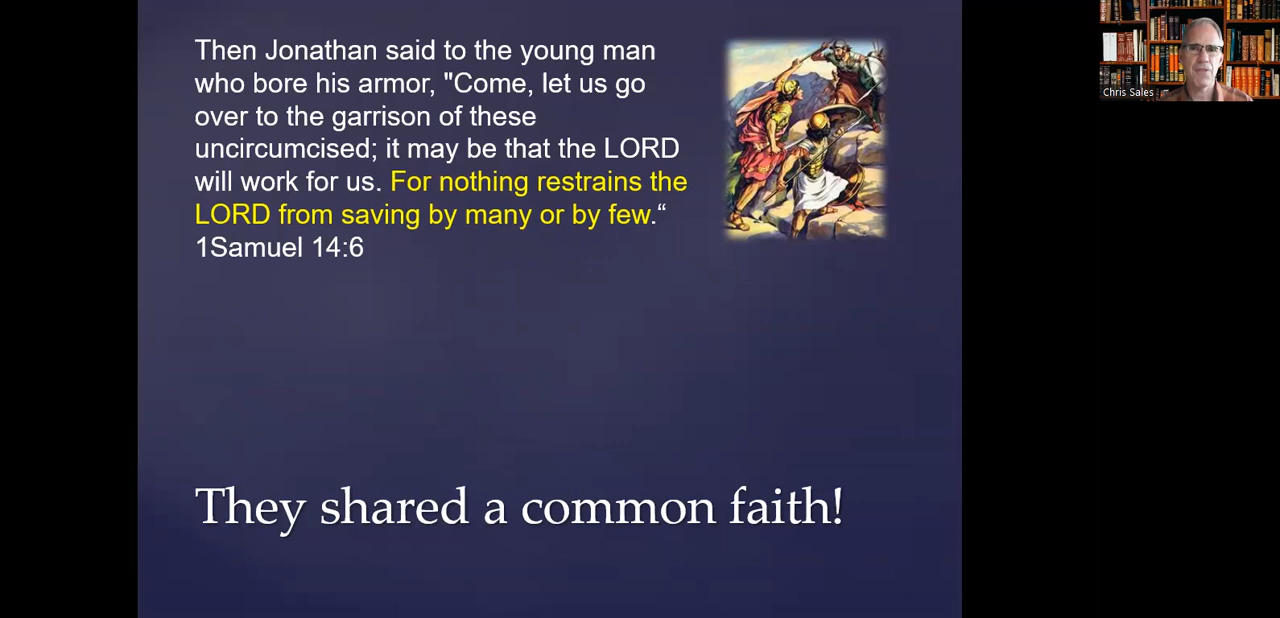 Then Jonathan said to the young man
who bore his armor, "Come, let us go
over to the garrison of these
uncircumcised; it may be that the LORD
will work for us. For nothing restrains the
LORD from saving by many or by few.“
1Samuel 14:6
They shared a common faith!
Chris Sales